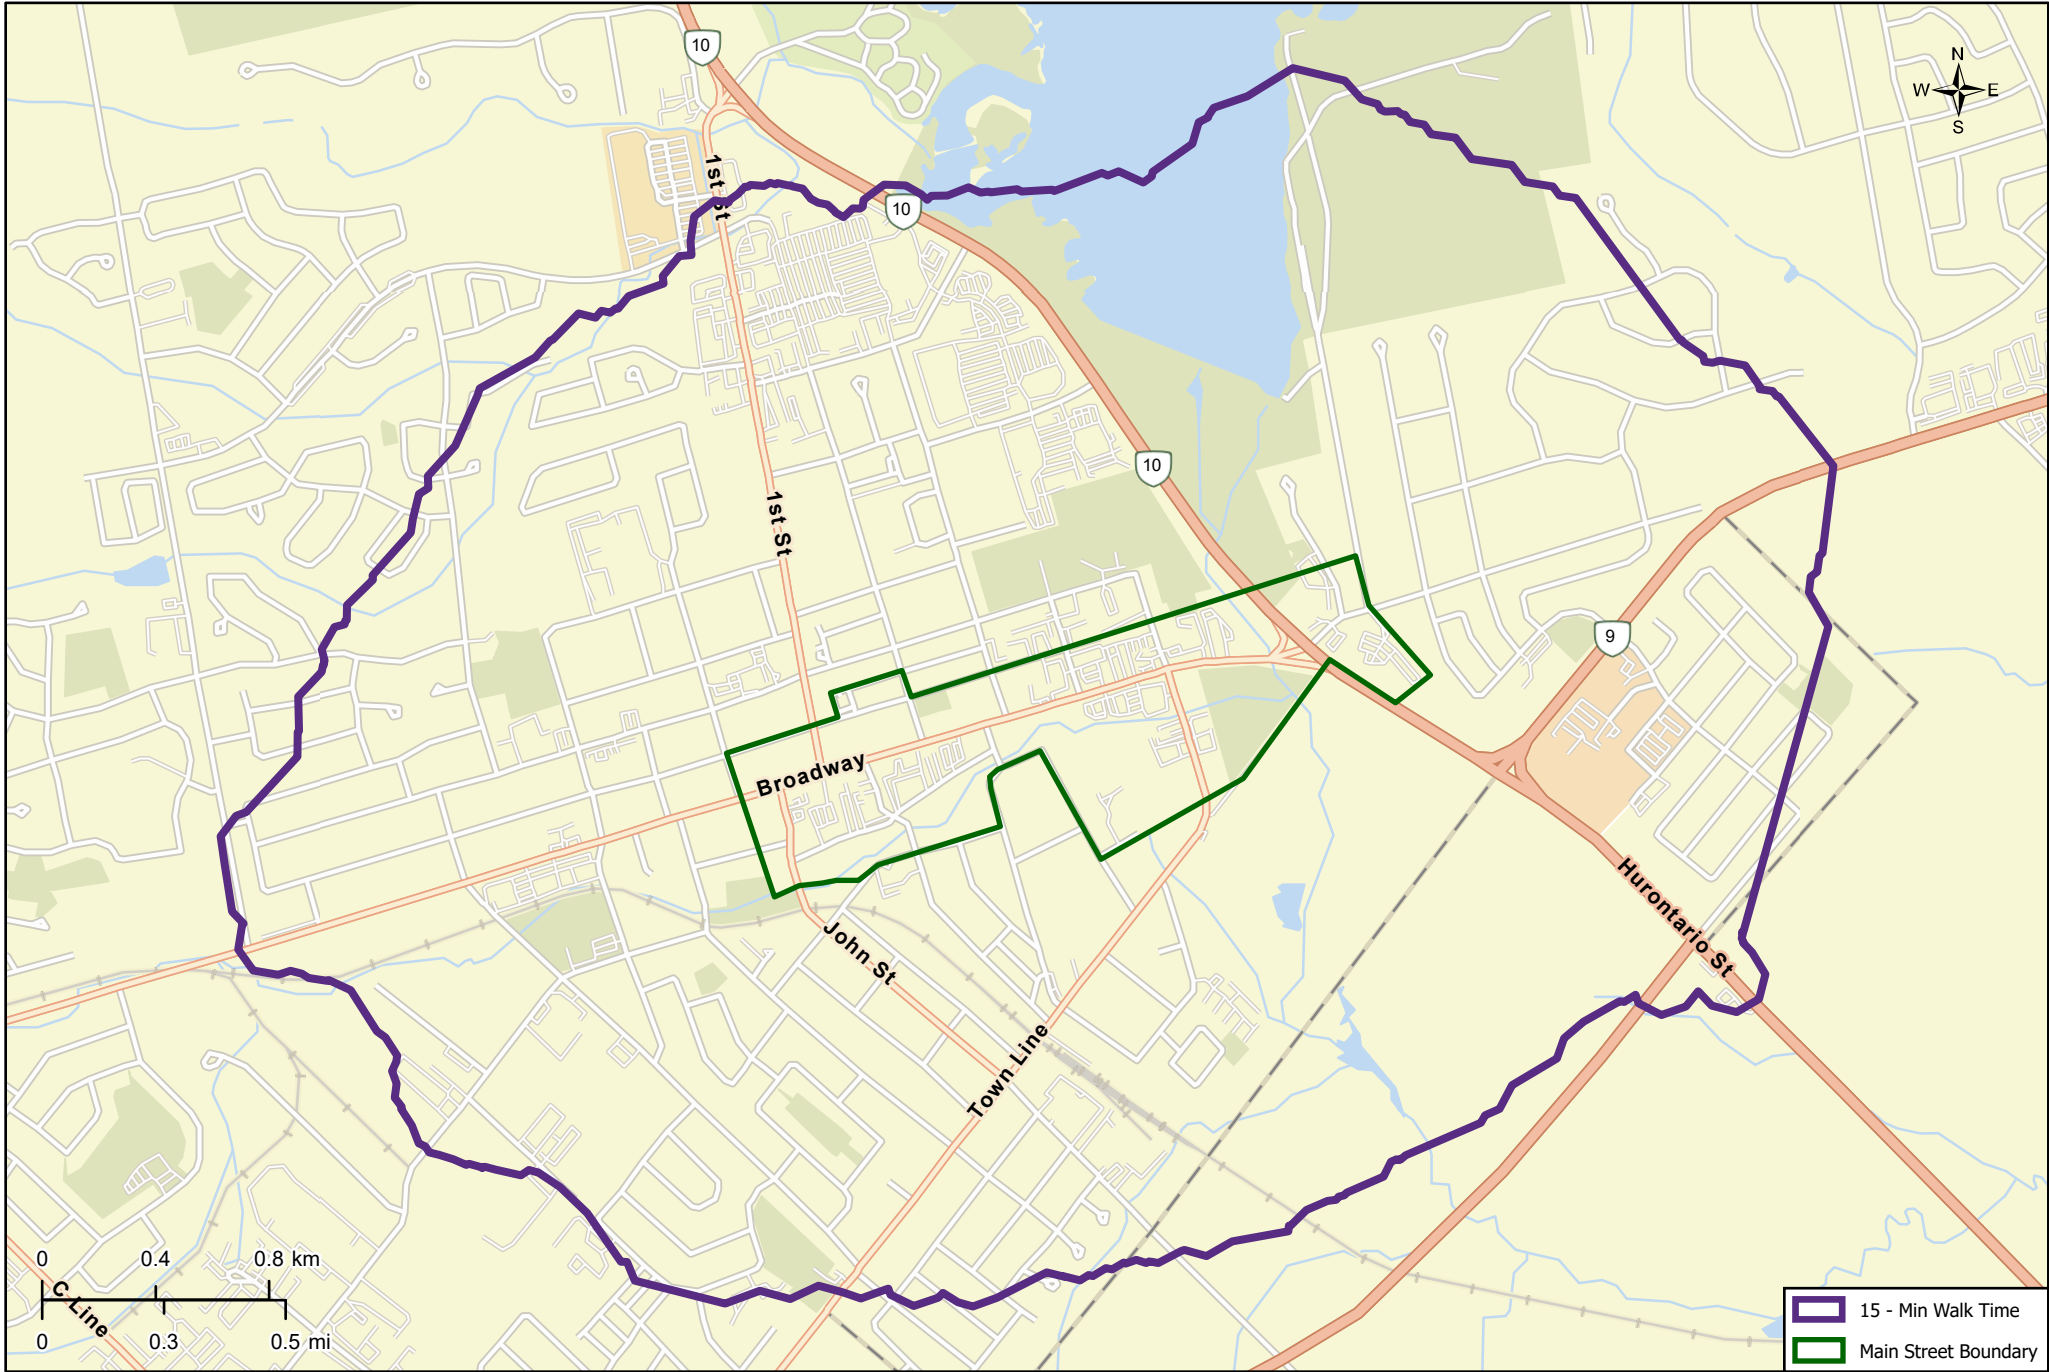 10
N
W E
S
1st St
10
10
1st St
9
Broadway
Hurontario St
John St
Town Line
0 0.4 0.8 km
C Line
0 0.3 0.5 mi
15 - Min Walk Time
Main Street Boundary